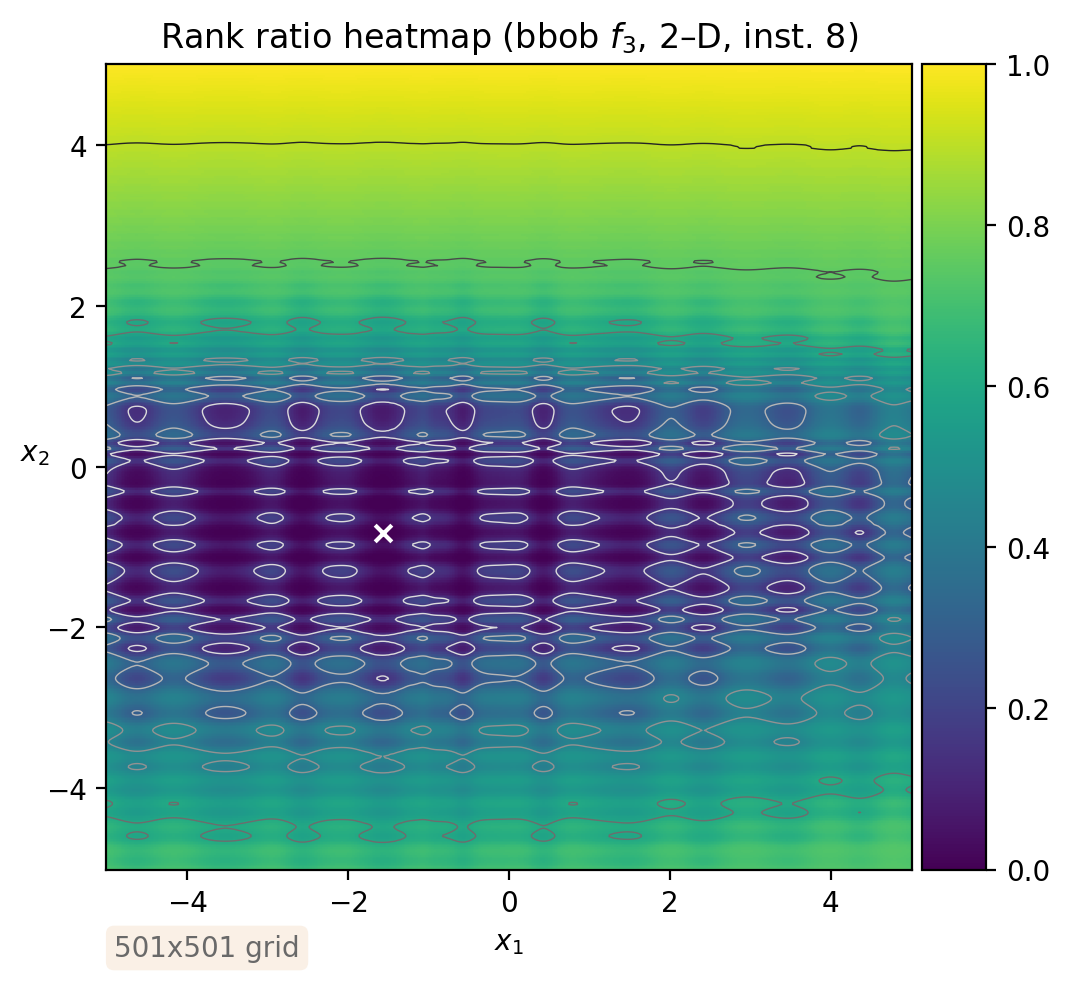 Rank ratio heatmap (bbob f₃, 2–D, inst. 8)
1.0
0.8
0.6
0.4
0.2
0.0
4
2
0
−2
−4
x₂
−4 −2 0 2 4
x₁
501x501 grid